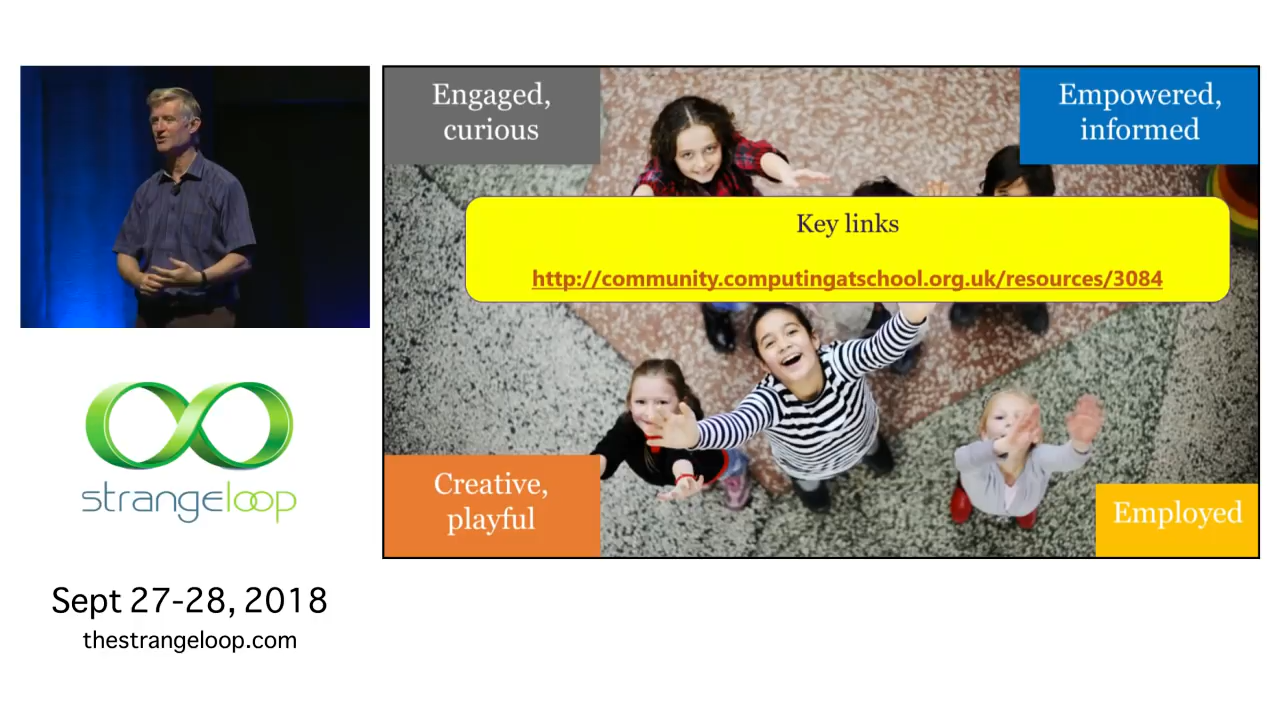 Engaged,
curious
Empowered,
informed
Key links
http://community.computingatschool.org.uk/resources/3084
Creative,
playful
Employed
strangeloop
Sept 27-28, 2018
thestrangeloop.com